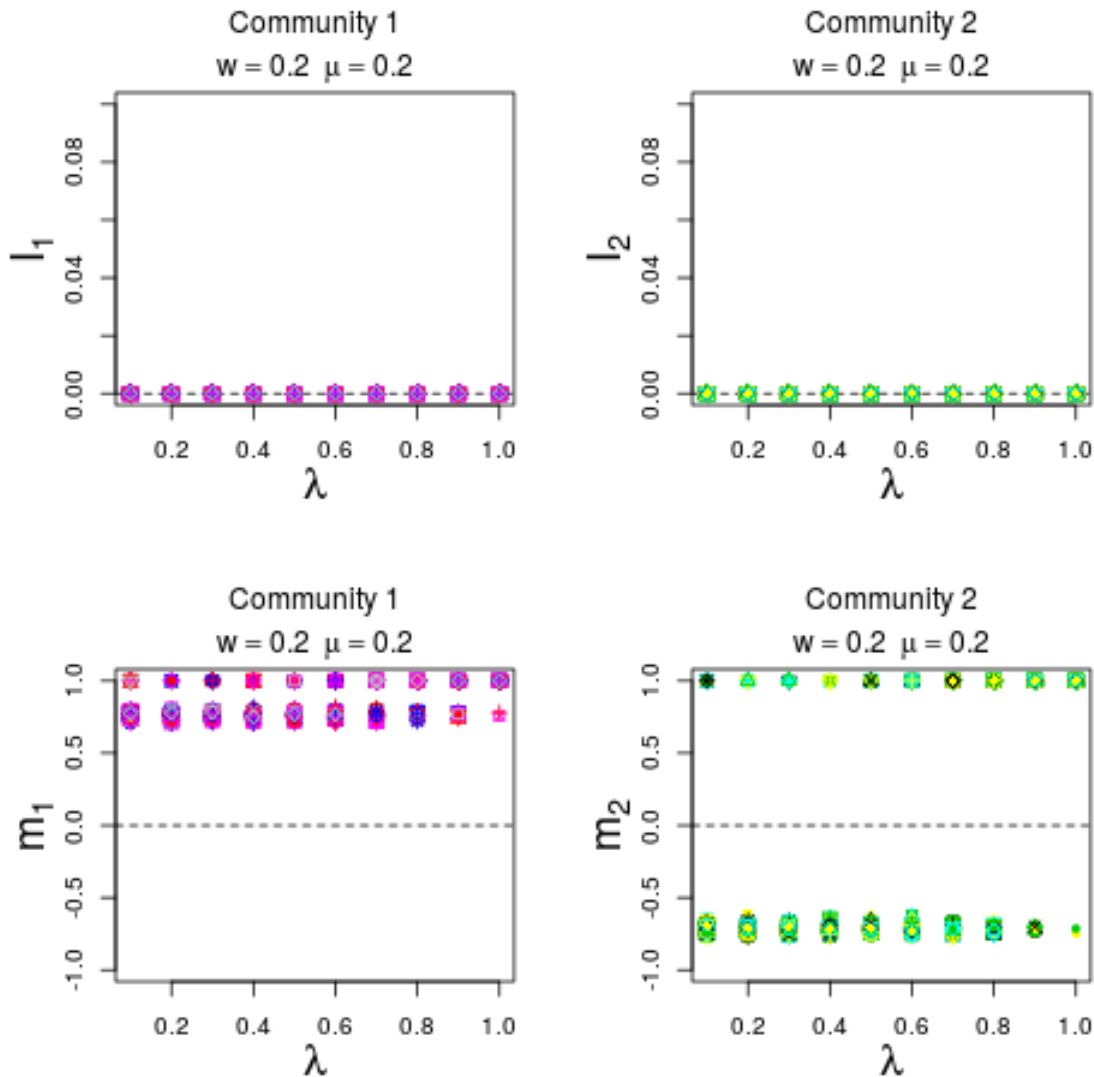 Community 1
w = 0.2 μ = 0.2
I₁
0.08
0.04
0.00
0.2 0.4 0.6 0.8 1.0
λ
Community 2
w = 0.2 μ = 0.2
I₂
0.08
0.04
0.00
0.2 0.4 0.6 0.8 1.0
λ
Community 1
w = 0.2 μ = 0.2
m₁
1.0
0.5
0.0
-0.5
-1.0
0.2 0.4 0.6 0.8 1.0
λ
Community 2
w = 0.2 μ = 0.2
m₂
1.0
0.5
0.0
-0.5
-1.0
0.2 0.4 0.6 0.8 1.0
λ